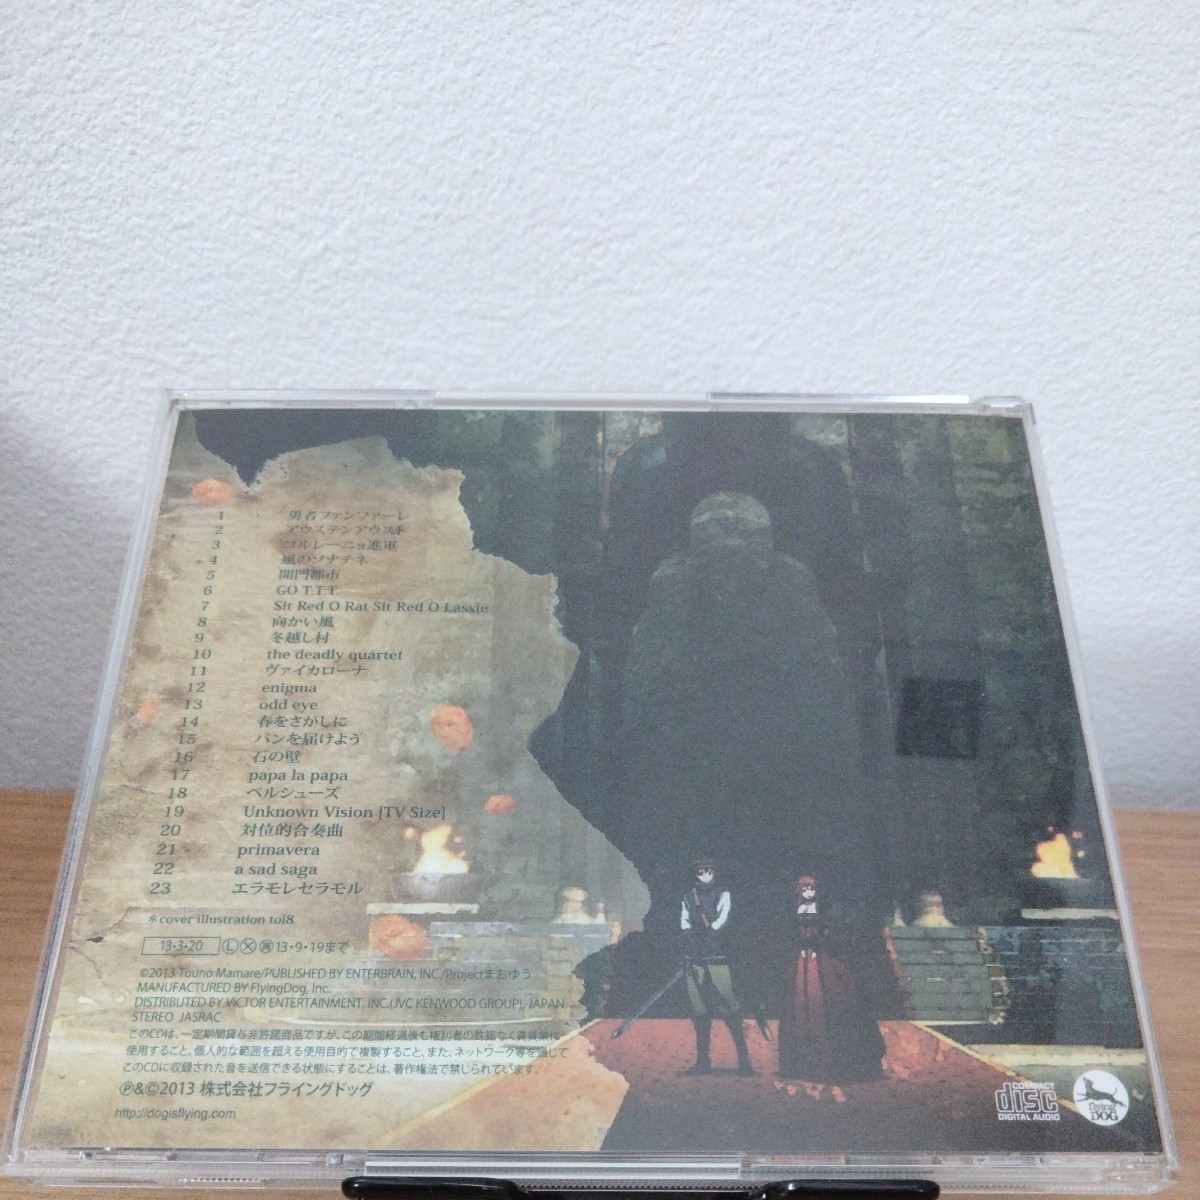 1 勇者ファンファーレ
2 アウステンアウスト
3 コルレーニョ進軍
4 風のソナチネ
5 開門都市
6 GO T.T.T.
7 Sit Red O Rat Sit Red O Lassie
8 向かい風
9 冬越し村
10 the deadly quartet
11 ヴァイカローナ
12 enigma
13 odd eye
14 春をさがしに
15 パンを届けよう
16 石の壁
17 papa la papa
18 ベルシューズ
19 Unknown Vision [TV Size]
20 対位的合奏曲
21 primavera
22 a sad saga
23 エラモレセラモル
*cover illustration toi8
13・3・20 Ⓛ Ⓧ 再 13・9・19まで
©2013 Touno Mamare/PUBLISHED BY ENTERBRAIN, INC./Projectまおゆう
MANUFACTURED BY FlyingDog, Inc.
DISTRIBUTED BY VICTOR ENTERTAINMENT, INC.(JVC KENWOOD GROUP), JAPAN.
STEREO JASRAC
このCDは、一定期間貸与非許諾商品ですが、この期間経過後も権利者の許諾なく賃貸業に
使用すること、個人的な範囲を超える使用目的で複製すること、また、ネットワーク等を通じて
このCDに収録された音を送信できる状態にすることは、著作権法で禁じられています。
Ⓟ&©2013 株式会社フライングドッグ
http://dogisflying.com
COMPACT
disc
DIGITAL AUDIO
flying
DOG